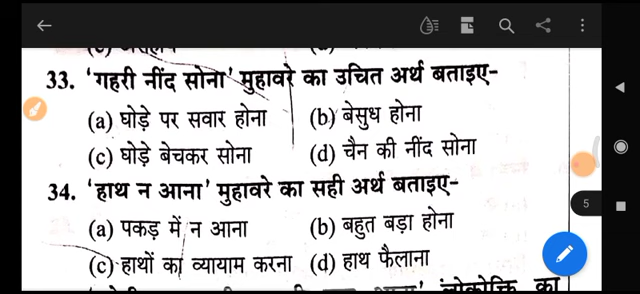 33. 'गहरी नींद सोना' मुहावरे का उचित अर्थ बताइए-
(a) घोड़े पर सवार होना (b) बेसुध होना
(c) घोड़े बेचकर सोना (d) चैन की नींद सोना
34. 'हाथ न आना' मुहावरे का सही अर्थ बताइए-
5
(a) पकड़ में न आना (b) बहुत बड़ा होना
(c) हाथों का व्यायाम करना (d) हाथ फैलाना
लोकोक्ति का